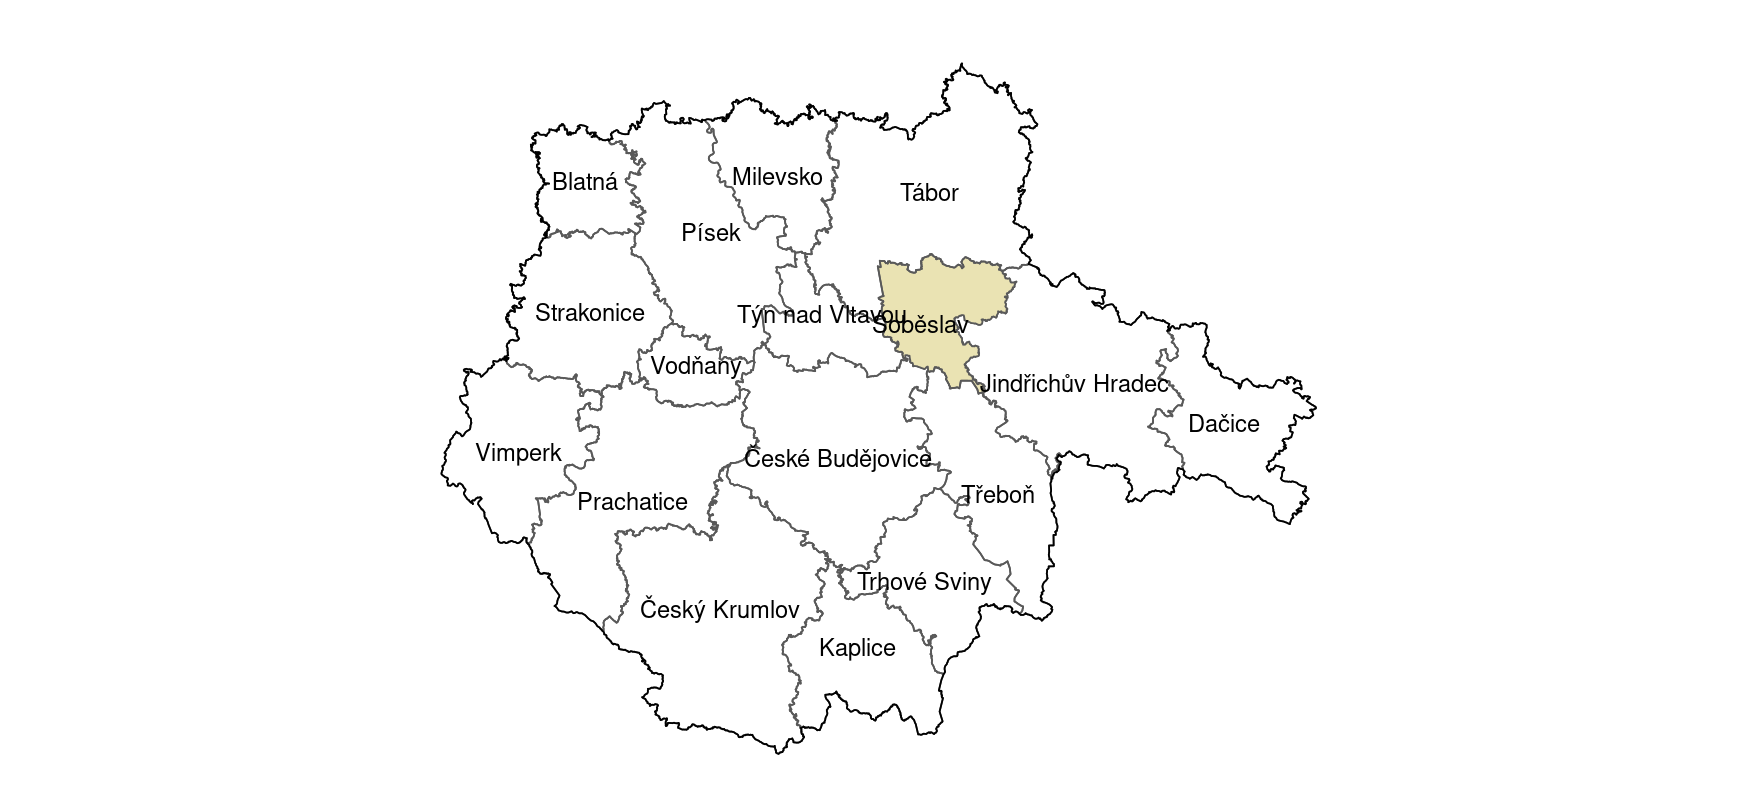 Milevsko
Blatná
Tábor
Písek
Strakonice
Týn nad Vltavou
Soběslav
Vodňany
Jindřichův Hradec
Dačice
Vimperk
České Budějovice
Třeboň
Prachatice
Trhové Sviny
Český Krumlov
Kaplice